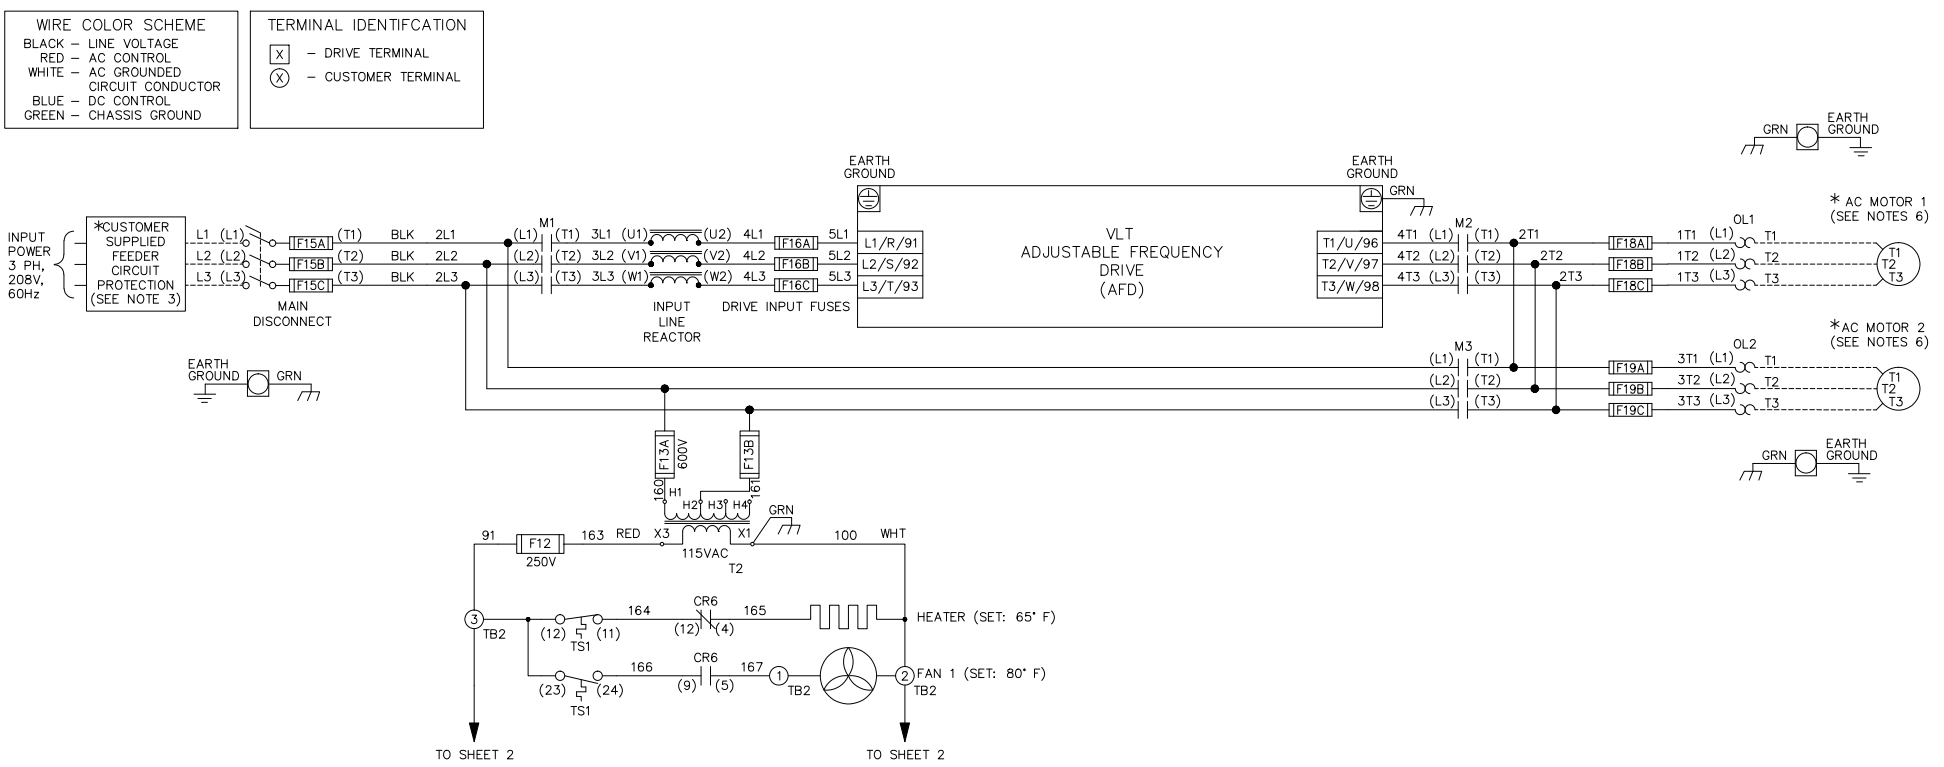 WIRE COLOR SCHEME
BLACK – LINE VOLTAGE
RED – AC CONTROL
WHITE – AC GROUNDED
CIRCUIT CONDUCTOR
BLUE – DC CONTROL
GREEN – CHASSIS GROUND
TERMINAL IDENTIFCATION
X – DRIVE TERMINAL
X – CUSTOMER TERMINAL
INPUT
POWER
3 PH,
208V,
60Hz
*CUSTOMER
SUPPLIED
FEEDER
CIRCUIT
PROTECTION
(SEE NOTE 3)
L1 (L1) F15A (T1) BLK 2L1 (L1) M1 (T1) 3L1 (U1) (U2) 4L1 F16A 5L1 L1/R/91
L2 (L2) F15B (T2) BLK 2L2 (L2) (T2) 3L2 (V1) (V2) 4L2 F16B 5L2 L2/S/92
L3 (L3) F15C (T3) BLK 2L3 (L3) (T3) 3L3 (W1) (W2) 4L3 F16C 5L3 L3/T/93
MAIN
DISCONNECT
INPUT
LINE
REACTOR
DRIVE INPUT FUSES
EARTH
GROUND
VLT
ADJUSTABLE FREQUENCY
DRIVE
(AFD)
EARTH
GROUND
GRN
T1/U/96 4T1 (L1) M2 (T1) 2T1 F18A 1T1 (L1) OL1 T1
T2/V/97 4T2 (L2) (T2) 2T2 F18B 1T2 (L2) T2
T3/W/98 4T3 (L3) (T3) 2T3 F18C 1T3 (L3) T3
GRN
EARTH
GROUND
* AC MOTOR 1
(SEE NOTES 6)
T1
T2
T3
*AC MOTOR 2
(SEE NOTES 6)
(L1) M3 (T1) F19A 3T1 (L1) OL2 T1
(L2) (T2) F19B 3T2 (L2) T2
(L3) (T3) F19C 3T3 (L3) T3
T1
T2
T3
GRN
EARTH
GROUND
EARTH
GROUND
GRN
F13A
600V
F13B
160
161
H1
H2 H3 H4
GRN
91 F12 163 RED X3 X1 100 WHT
250V
115VAC
T2
3
TB2
164 CR6 165
(12) (11) (12) (4)
TS1
HEATER (SET: 65° F)
166 CR6 167 1
(23) (24) (9) (5) TB2
TS1
2 FAN 1 (SET: 80° F)
TB2
TO SHEET 2
TO SHEET 2